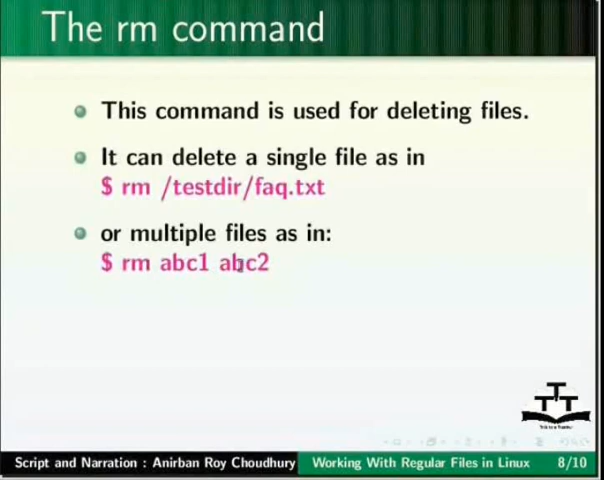 The rm command
This command is used for deleting files.
It can delete a single file as in
$ rm /testdir/faq.txt
or multiple files as in:
$ rm abc1 abc2
TTT
Script and Narration : Anirban Roy Choudhury Working With Regular Files in Linux 8/10